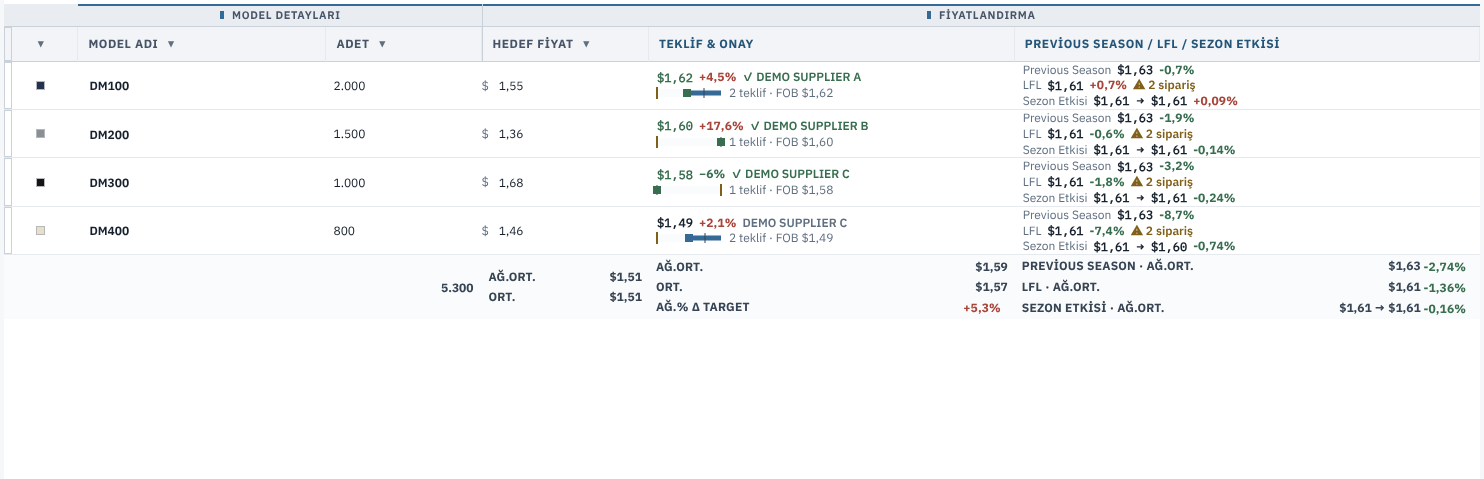 MODEL DETAYLARI FİYATLANDIRMA
▼ MODEL ADI ▼ ADET ▼ HEDEF FİYAT ▼ TEKLİF & ONAY PREVİOUS SEASON / LFL / SEZON ETKİSİ
DM100 2.000 $ 1,55
$1,62 +4,5% ✓ DEMO SUPPLIER A
2 teklif · FOB $1,62
Previous Season $1,63 -0,7%
LFL $1,61 +0,7% ⚠ 2 sipariş
Sezon Etkisi $1,61 → $1,61 +0,09%
DM200 1.500 $ 1,36
$1,60 +17,6% ✓ DEMO SUPPLIER B
1 teklif · FOB $1,60
Previous Season $1,63 -1,9%
LFL $1,61 -0,6% ⚠ 2 sipariş
Sezon Etkisi $1,61 → $1,61 -0,14%
DM300 1.000 $ 1,68
$1,58 −6% ✓ DEMO SUPPLIER C
1 teklif · FOB $1,58
Previous Season $1,63 -3,2%
LFL $1,61 -1,8% ⚠ 2 sipariş
Sezon Etkisi $1,61 → $1,61 -0,24%
DM400 800 $ 1,46
$1,49 +2,1% DEMO SUPPLIER C
2 teklif · FOB $1,49
Previous Season $1,63 -8,7%
LFL $1,61 -7,4% ⚠ 2 sipariş
Sezon Etkisi $1,61 → $1,60 -0,74%
5.300
AĞ.ORT. $1,51
ORT. $1,51
AĞ.ORT. $1,59
ORT. $1,57
AĞ.% Δ TARGET +5,3%
PREVİOUS SEASON · AĞ.ORT. $1,63 -2,74%
LFL · AĞ.ORT. $1,61 -1,36%
SEZON ETKİSİ · AĞ.ORT. $1,61 → $1,61 -0,16%